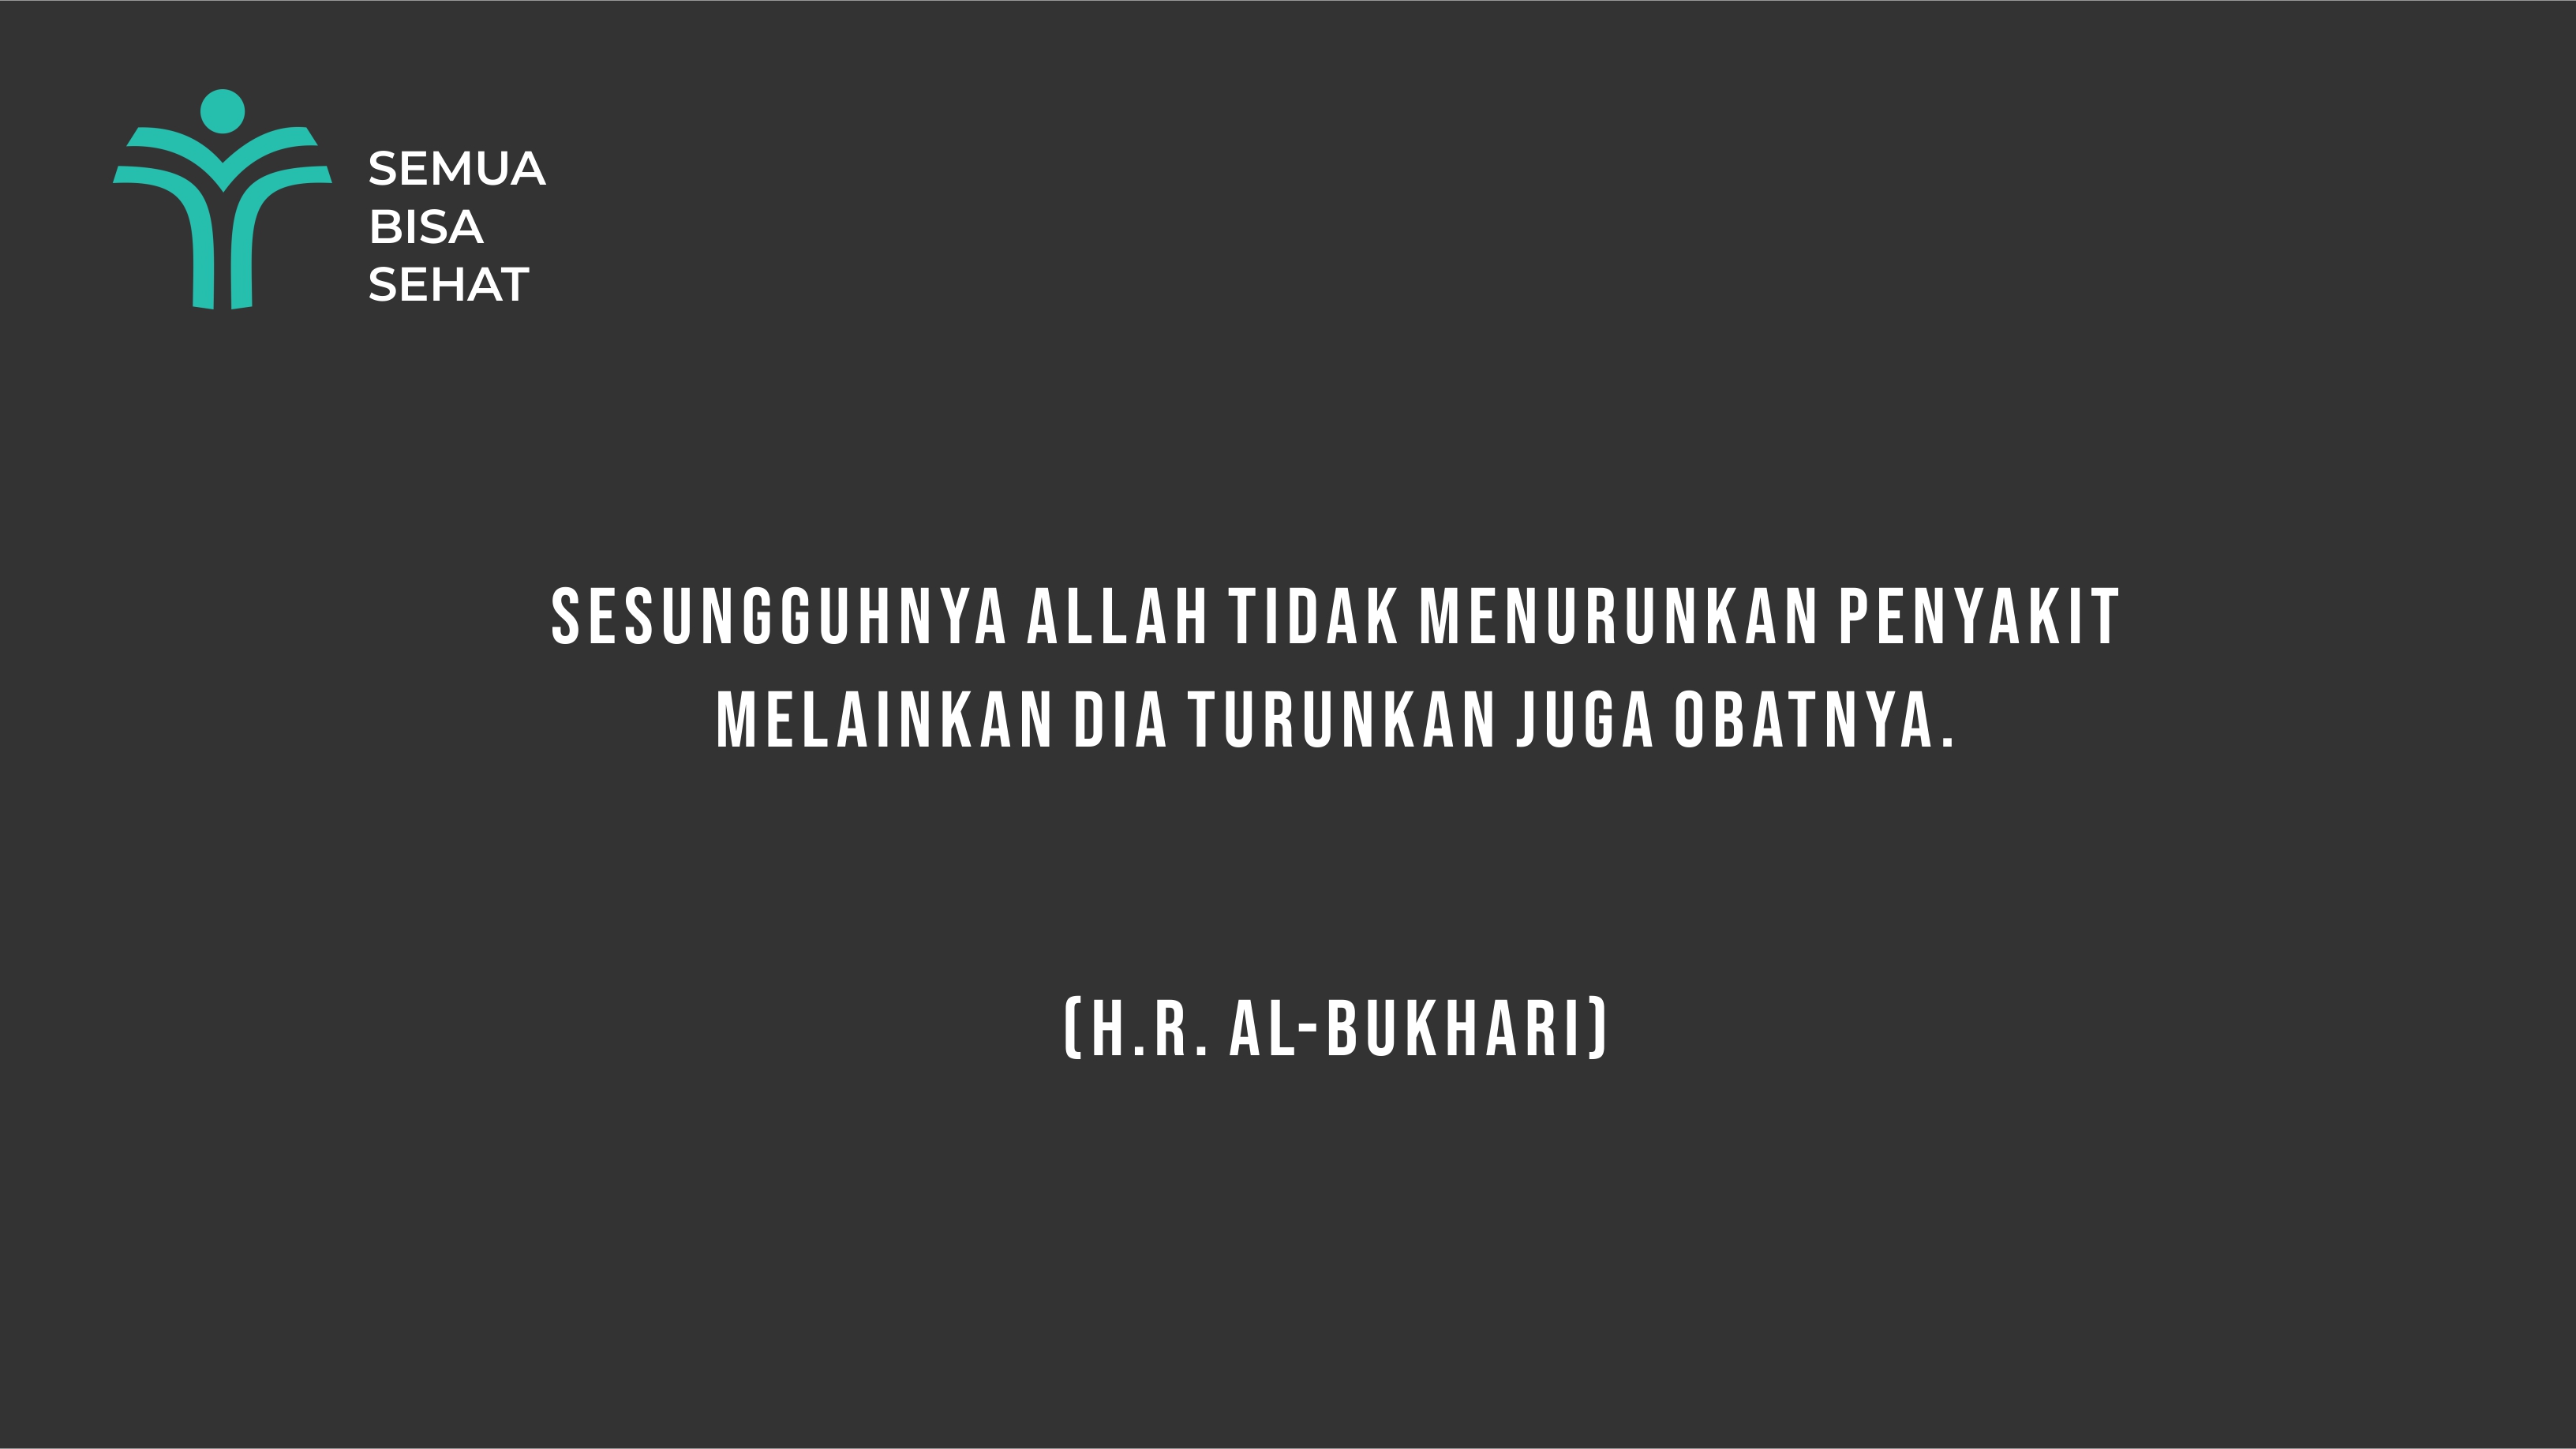 SEMUA
BISA
SEHAT
SESUNGGUHNYA ALLAH TIDAK MENURUNKAN PENYAKIT
MELAINKAN DIA TURUNKAN JUGA OBATNYA.
(H.R. AL-BUKHARI)